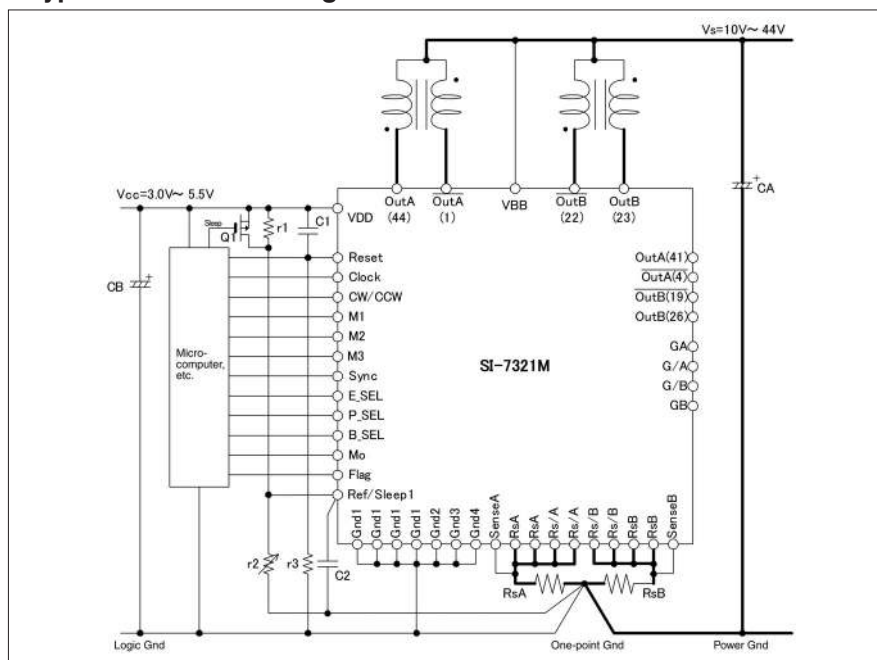 Vs=10V～ 44V
CA
Vcc=3.0V～ 5.5V
OutA
(44)
OutA
(1)
VBB
OutB
(22)
OutB
(23)
Sleep
Q1
r1
C1
VDD
CB
Micro-
computer,
etc.
Reset
Clock
CW/CCW
M1
M2
M3
Sync
E_SEL
P_SEL
B_SEL
Mo
Flag
Ref/Sleep1
SI-7321M
OutA(41)
OutA(4)
OutB(19)
OutB(26)
GA
G/A
G/B
GB
Gnd1
Gnd1
Gnd1
Gnd1
Gnd2
Gnd3
Gnd4
SenseA
RsA
RsA
Rs/A
Rs/A
Rs/B
Rs/B
RsB
RsB
SenseB
r2
r3
C2
RsA
RsB
Logic Gnd
One-point Gnd
Power Gnd